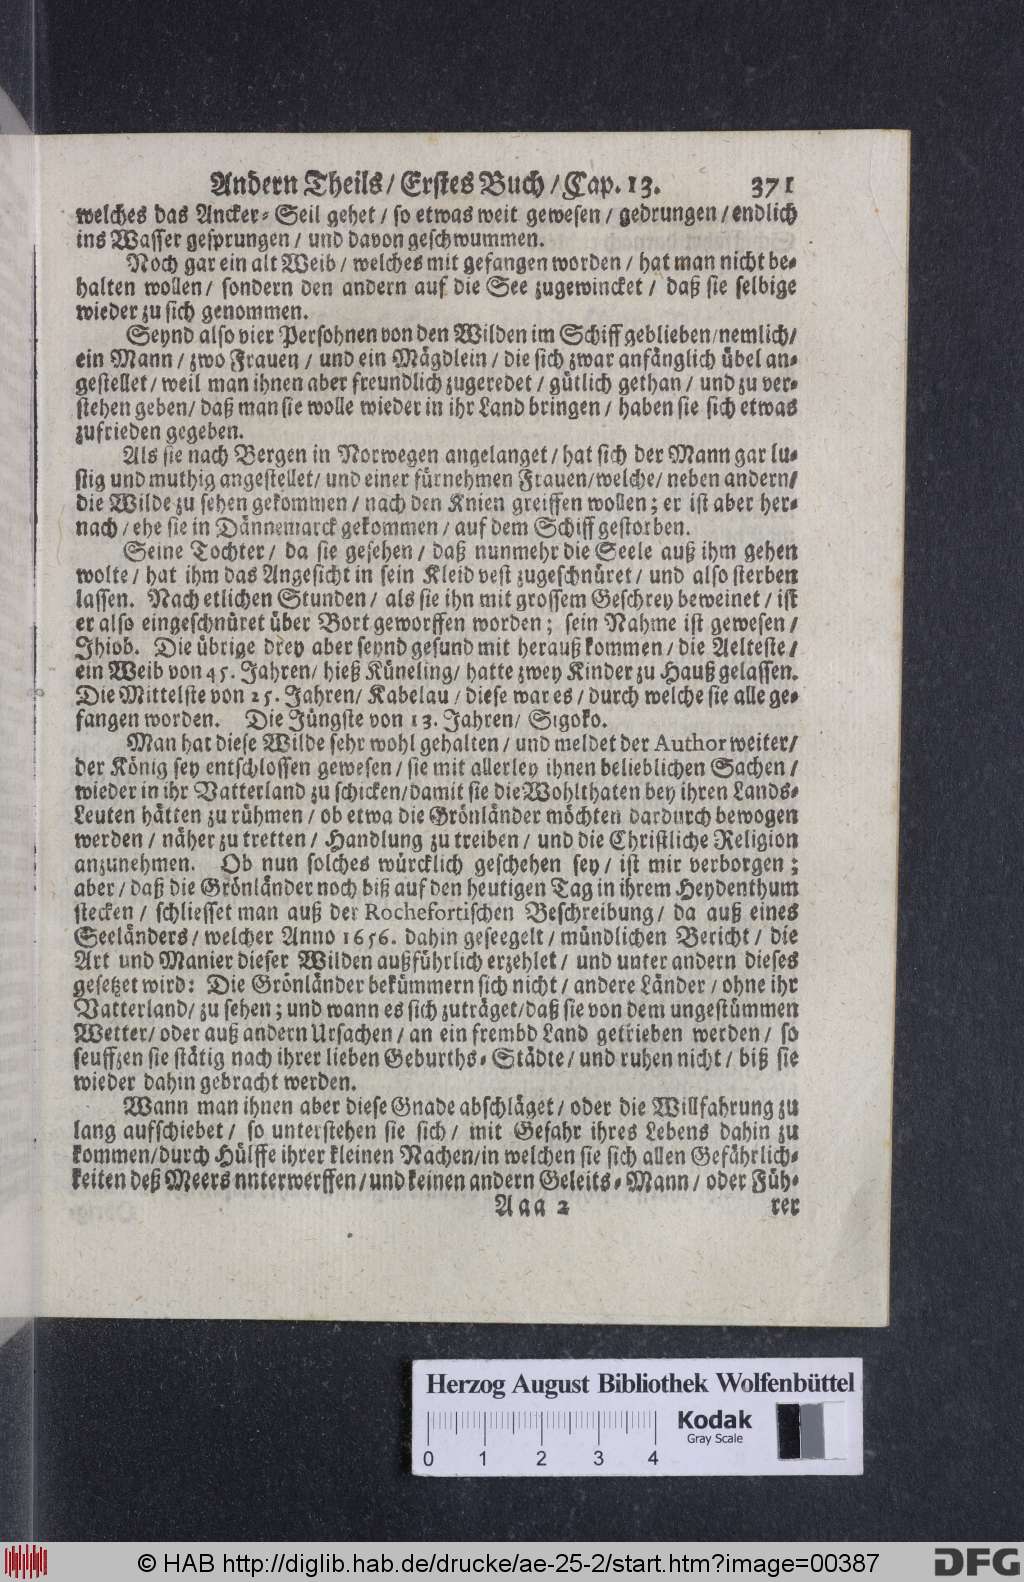 Andern Theils / Erstes Buch / Cap. 13. 371
welches das Ancker-Seil gehet / so etwas weit gewesen / gedrungen / endlich
ins Wasser gesprungen / und davon geschwummen.
Noch gar ein alt Weib / welches mit gefangen worden / hat man nicht be-
halten wollen / sondern den andern auf die See zugewincket / daß sie selbige
wieder zu sich genommen.
Seynd also vier Persohnen von den Wilden im Schiff geblieben / nemlich /
ein Mann / zwo Frauen / und ein Mägdlein / die sich zwar anfänglich übel an-
gestellet / weil man ihnen aber freundlich zugeredet / gütlich gethan / und zu ver-
stehen geben / daß man sie wolle wieder in ihr Land bringen / haben sie sich etwas
zufrieden gegeben.
Als sie nach Bergen in Norwegen angelanget / hat sich der Mann gar lu-
stig und muthig angestellet / und einer fürnehmen Frauen / welche / neben andern /
die Wilde zu sehen gekommen / nach den Knien greiffen wollen ; er ist aber her-
nach / ehe sie in Dännemarck gekommen / auf dem Schiff gestorben.
Seine Tochter / da sie gesehen / daß nunmehr die Seele auß ihm gehen
wolte / hat ihm das Angesicht in sein Kleid vest zugeschnüret / und also sterben
lassen. Nach etlichen Stunden / als sie ihn mit grossem Geschrey beweinet / ist
er also eingeschnüret über Bort geworffen worden ; sein Nahme ist gewesen /
Ihiob. Die übrige drey aber seynd gesund mit herauß kommen / die Aelteste /
ein Weib von 45. Jahren / hieß Küneling / hatte zwey Kinder zu Hauß gelassen.
Die Mittelste von 25. Jahren / Kabelau / diese war es / durch welche sie alle ge-
fangen worden. Die Jüngste von 13. Jahren / Sigoko.
Man hat diese Wilde sehr wohl gehalten / und meldet der Author weiter /
der König sey entschlossen gewesen / sie mit allerley ihnen belieblichen Sachen /
wieder in ihr Vatterland zu schicken / damit sie die Wohlthaten bey ihren Lands-
Leuten hätten zu rühmen / ob etwa die Grönländer möchten dardurch bewogen
werden / näher zu tretten / Handlung zu treiben / und die Christliche Religion
anzunehmen. Ob nun solches würcklich geschehen sey / ist mir verborgen ;
aber / daß die Grönländer noch biß auf den heutigen Tag in ihrem Heydenthum
stecken / schliesset man auß der Rochefortischen Beschreibung / da auß eines
Seeländers / welcher Anno 1656. dahin geseegelt / mündlichen Bericht / die
Art und Manier dieser Wilden außführlich erzehlet / und unter andern dieses
gesetzet wird : Die Grönländer bekümmern sich nicht / andere Länder / ohne ihr
Vatterland / zu sehen ; und wann es sich zuträget / daß sie von dem ungestümmen
Wetter / oder auß andern Ursachen / an ein frembd Land getrieben werden / so
seufftzen sie stätig nach ihrer lieben Geburths-Städte / und ruhen nicht / biß sie
wieder dahin gebracht werden.
Wann man ihnen aber diese Gnade abschläget / oder die Willfahrung zu
lang aufschiebet / so unterstehen sie sich / mit Gefahr ihres Lebens dahin zu
kommen / durch Hülffe ihrer kleinen Nachen / in welchen sie sich allen Gefährlich-
keiten deß Meers nnterwerffen / und keinen andern Geleits-Mann / oder Füh-
Aaa 2 rer
Herzog August Bibliothek Wolfenbüttel
Kodak
Gray Scale
0 1 2 3 4
© HAB http://diglib.hab.de/drucke/ae-25-2/start.htm?image=00387
DFG